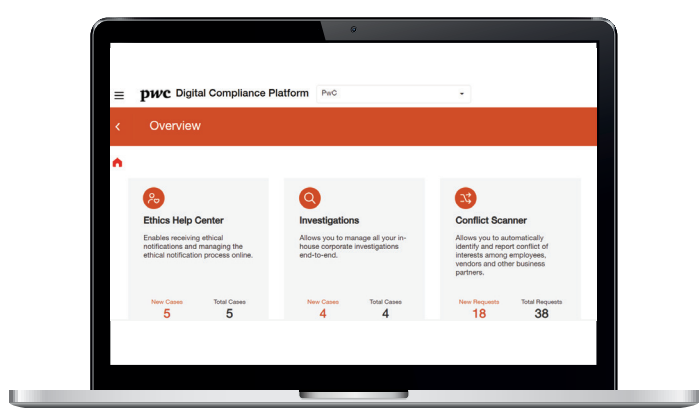 pwc Digital Compliance Platform PwC
Overview
Ethics Help Center
Enables receiving ethical
notifications and managing the
ethical notification process online.
New Cases Total Cases
5 5
Investigations
Allows you to manage all your in-
house corporate investigations
end-to-end.
New Cases Total Cases
4 4
Conflict Scanner
Allows you to automatically
identify and report conflict of
interests among employees,
vendors and other business
partners.
New Requests Total Requests
18 38